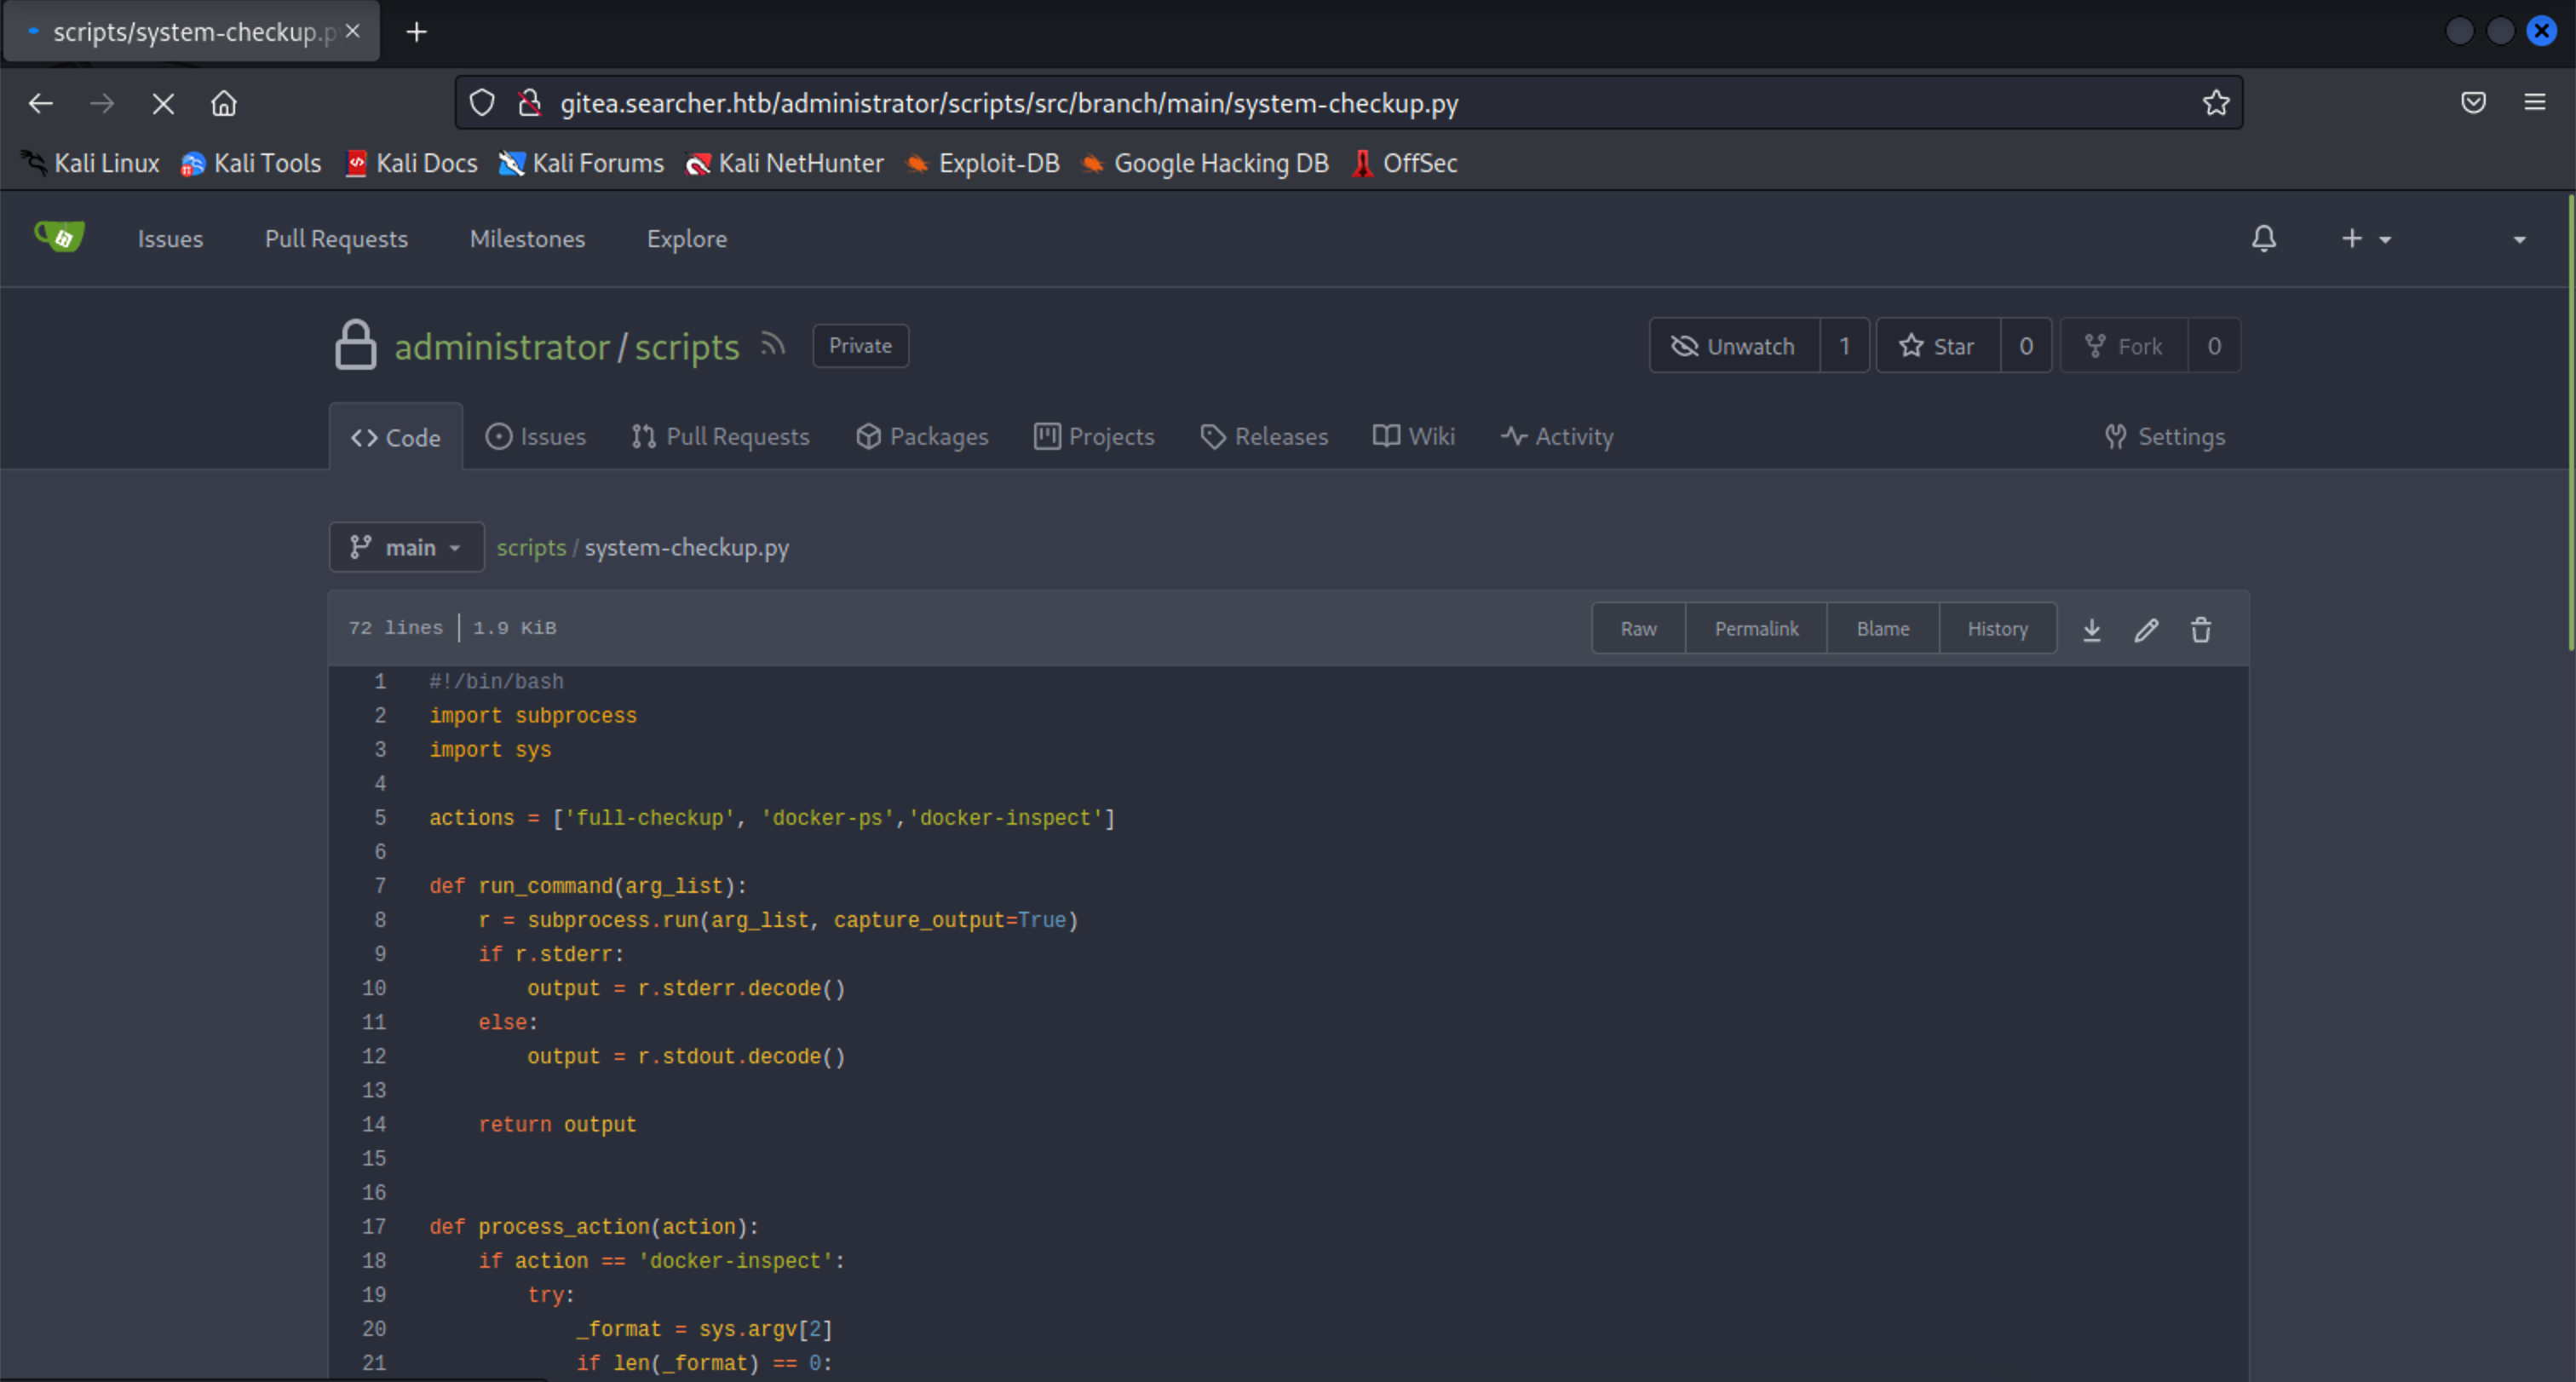 scripts/system-checkup.p
gitea.searcher.htb/administrator/scripts/src/branch/main/system-checkup.py
Kali Linux Kali Tools Kali Docs Kali Forums Kali NetHunter Exploit-DB Google Hacking DB OffSec
Issues Pull Requests Milestones Explore
administrator / scripts Private Unwatch 1 Star 0 Fork 0
Code Issues Pull Requests Packages Projects Releases Wiki Activity Settings
main scripts / system-checkup.py
72 lines 1.9 KiB Raw Permalink Blame History
1 #!/bin/bash
2 import subprocess
3 import sys
4
5 actions = ['full-checkup', 'docker-ps','docker-inspect']
6
7 def run_command(arg_list):
8     r = subprocess.run(arg_list, capture_output=True)
9     if r.stderr:
10         output = r.stderr.decode()
11     else:
12         output = r.stdout.decode()
13
14     return output
15
16
17 def process_action(action):
18     if action == 'docker-inspect':
19         try:
20             _format = sys.argv[2]
21             if len(_format) == 0: